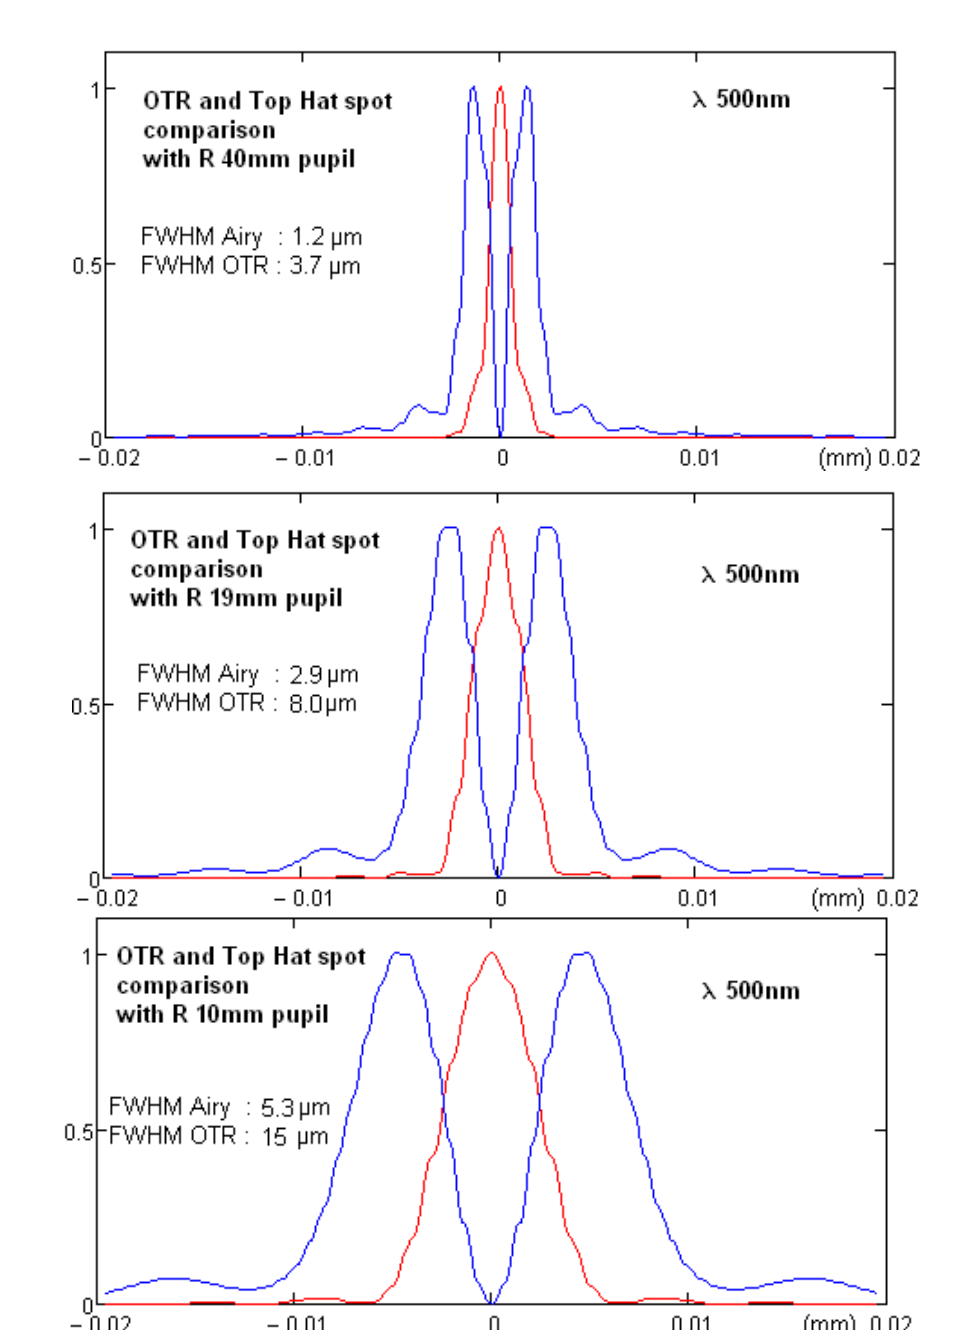 OTR and Top Hat spot
comparison
with R 40mm pupil
λ 500nm
FWHM Airy : 1.2 µm
FWHM OTR : 3.7 µm
1
0.5
0
−0.02 −0.01 0 0.01 (mm) 0.02
OTR and Top Hat spot
comparison
with R 19mm pupil
λ 500nm
FWHM Airy : 2.9 µm
FWHM OTR : 8.0µm
1
0.5
0
−0.02 −0.01 0 0.01 (mm) 0.02
OTR and Top Hat spot
comparison
with R 10mm pupil
λ 500nm
FWHM Airy : 5.3 µm
FWHM OTR : 15 µm
1
0.5
0
−0.02 −0.01 0 0.01 (mm) 0.02